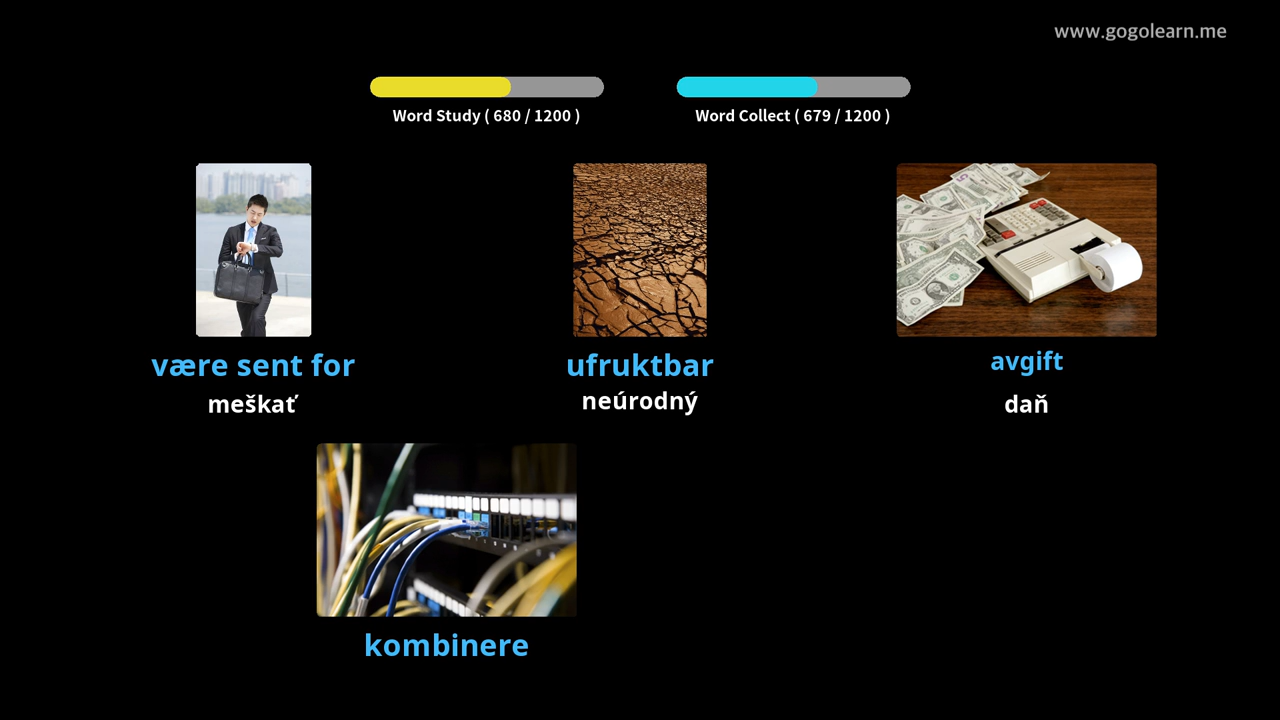 www.gogolearn.me
Word Study ( 680 / 1200 )
Word Collect ( 679 / 1200 )
være sent for
meškať
ufruktbar
neúrodný
avgift
daň
kombinere